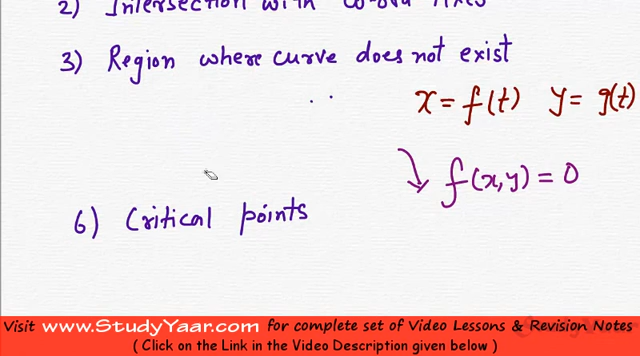 2) Intersection with Co-ord Axes
3) Region where curve does not exist
x = f(t) y = g(t)
f(x,y) = 0
6) Critical points
Visit www.StudyYaar.com for complete set of Video Lessons & Revision Notes
( Click on the Link in the Video Description given below )